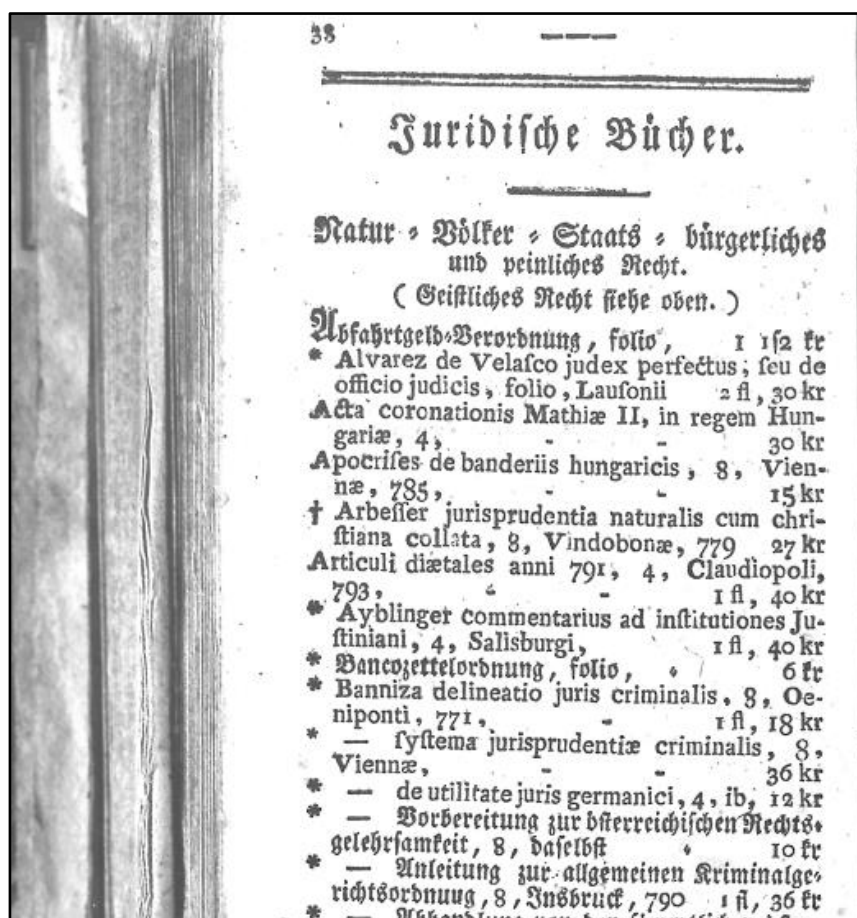 38 ———
Juridiſche Bücher.
Natur = Völker = Staats = bürgerliches
und peinliches Recht.
( Geiſtliches Recht ſiehe oben. )
Abfahrtgeld=Verordnung, folio, 1 1ſ2 kr
* Alvarez de Velaſco judex perfectus, ſeu de
officio judicis, folio, Lauſonii 2 fl, 30 kr
Acta coronationis Mathiæ II, in regem Hun-
gariæ, 4, - - 30 kr
Apocriſes de banderiis hungaricis, 8, Vien-
næ, 785, - - 15 kr
† Arbeſſer jurisprudentia naturalis cum chri-
ſtiana collata, 8, Vindobonæ, 779 27 kr
Articuli diætales anni 791, 4, Claudiopoli,
793, - - 1 fl, 40 kr
* Ayblinger commentarius ad inſtitutiones Ju-
ſtiniani, 4, Salisburgi, 1 fl, 40 kr
* Bancozettelordnung, folio, = 6 kr
* Banniza delineatio juris criminalis, 8, Oe-
niponti, 771, - 1 fl, 18 kr
* — ſyſtema jurisprudentiæ criminalis, 8,
Viennæ, - - 36 kr
* — de utilitate juris germanici, 4, ib, 12 kr
* — Vorbereitung zur öſterreichiſchen Rechts=
gelehrſamkeit, 8, daſelbſt = 10 kr
* — Anleitung zur allgemeinen Kriminalge=
richtsordnuug, 8, Insbruck, 790 1 fl, 36 kr
* — Abhandlung von den